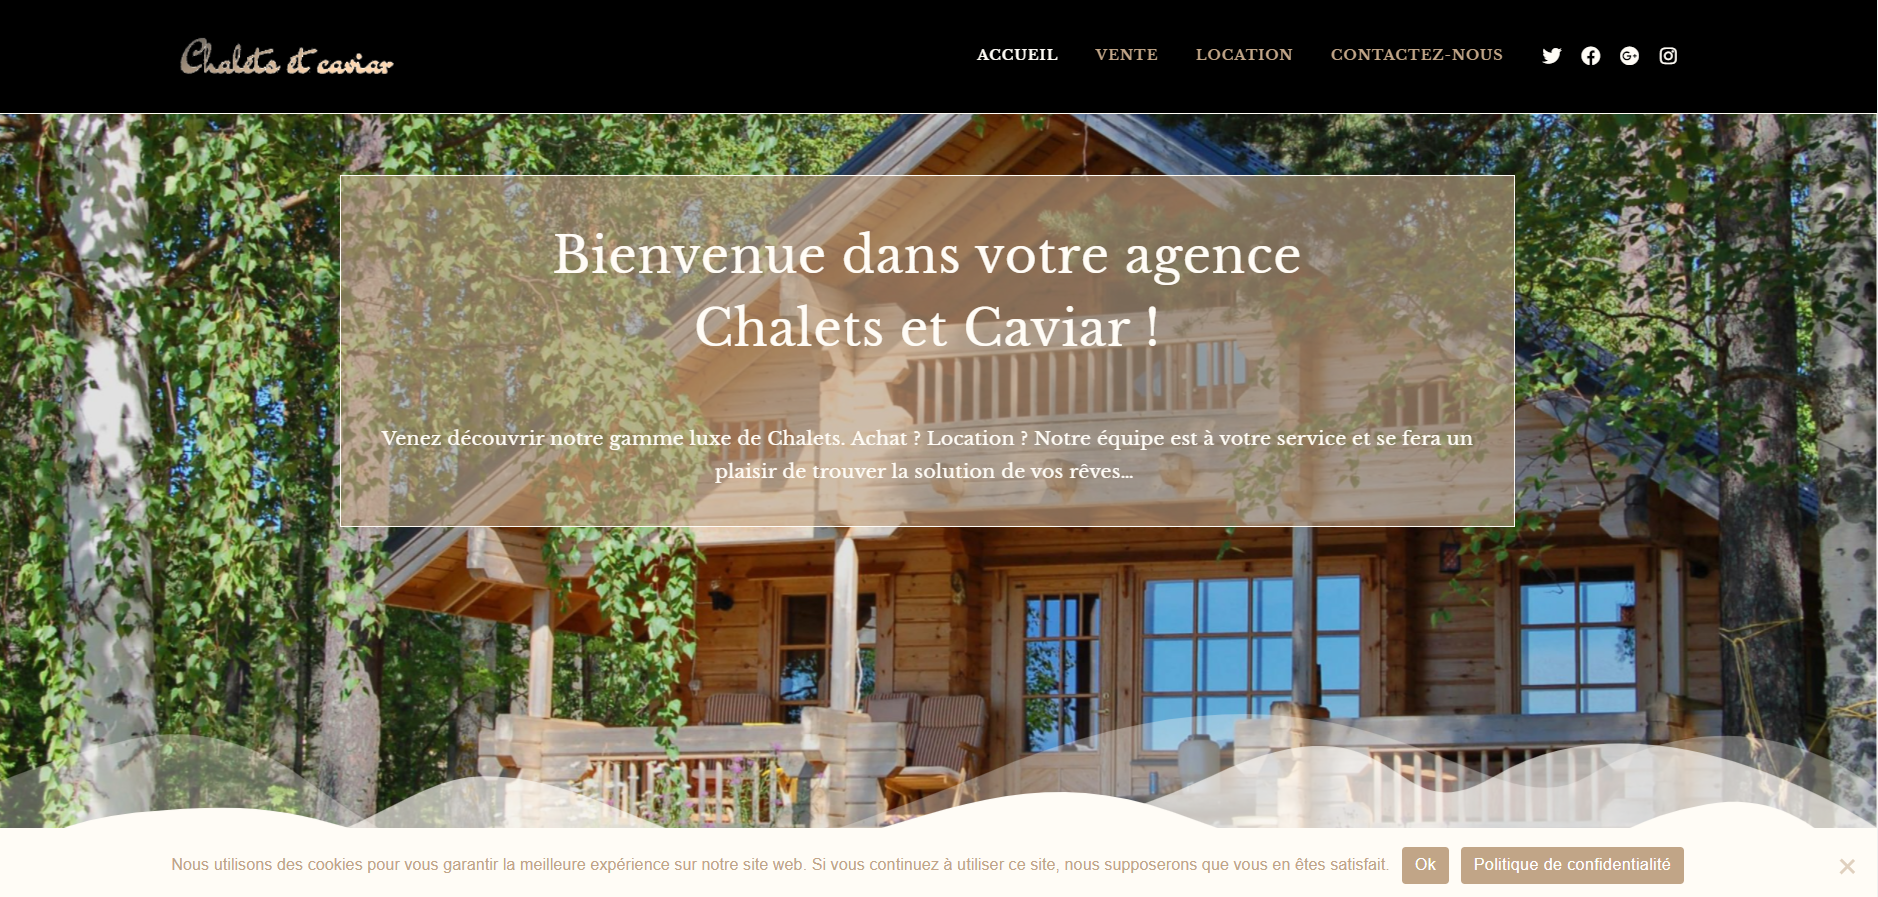 Chalets et caviar
ACCUEIL VENTE LOCATION CONTACTEZ-NOUS
Bienvenue dans votre agence
Chalets et Caviar !
Venez découvrir notre gamme luxe de Chalets. Achat ? Location ? Notre équipe est à votre service et se fera un
plaisir de trouver la solution de vos rêves...
Nous utilisons des cookies pour vous garantir la meilleure expérience sur notre site web. Si vous continuez à utiliser ce site, nous supposerons que vous en êtes satisfait. Ok Politique de confidentialité